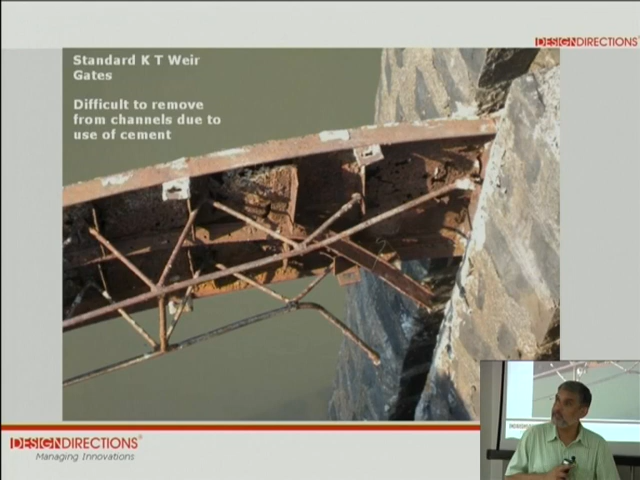 DESIGNDIRECTIONS®
Standard K T Weir
Gates
Difficult to remove
from channels due to
use of cement
DESIGNDIRECTIONS®
Managing Innovations